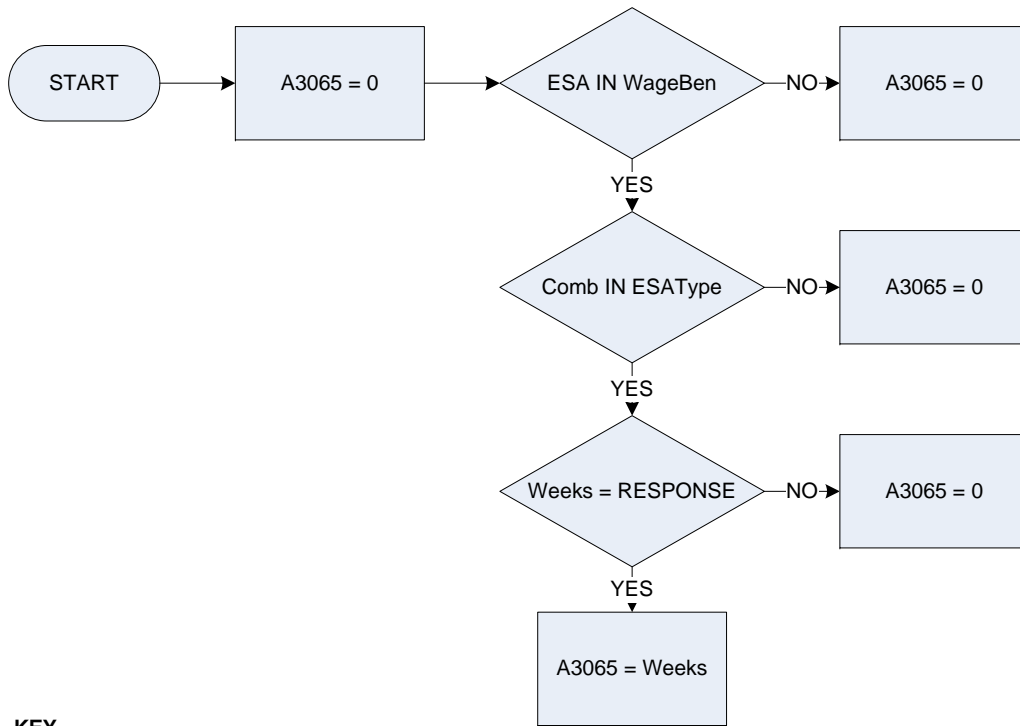 START
A3065 = 0
ESA IN WageBen
NO
A3065 = 0
YES
Comb IN ESAType
NO
A3065 = 0
YES
Weeks = RESPONSE
NO
A3065 = 0
YES
A3065 = Weeks
KEY